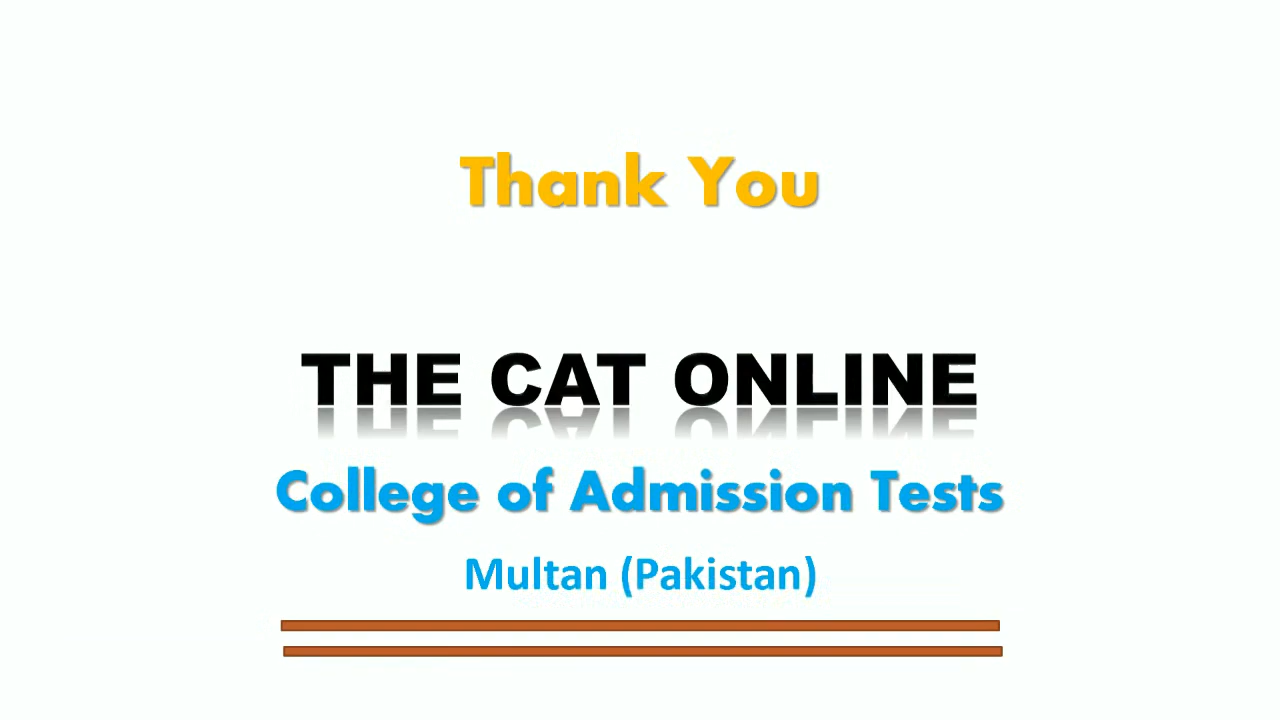 Thank You
THE CAT ONLINE
College of Admission Tests
Multan (Pakistan)